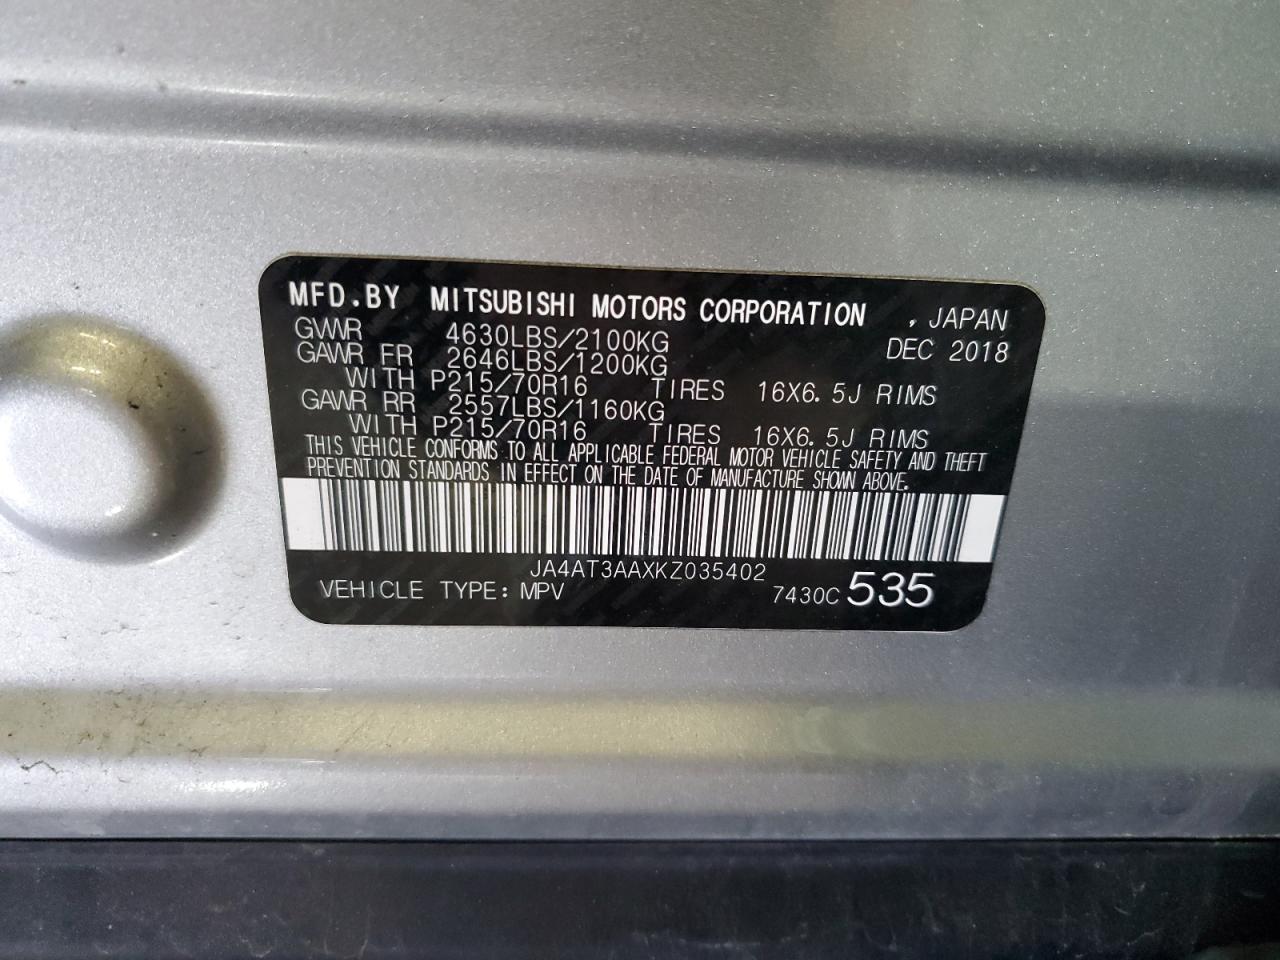 MFD.BY MITSUBISHI MOTORS CORPORATION , JAPAN
GVWR 4630LBS/2100KG DEC 2018
GAWR FR 2646LBS/1200KG
WITH P215/70R16 TIRES 16X6.5J RIMS
GAWR RR 2557LBS/1160KG
WITH P215/70R16 TIRES 16X6.5J RIMS
THIS VEHICLE CONFORMS TO ALL APPLICABLE FEDERAL MOTOR VEHICLE SAFETY AND THEFT
PREVENTION STANDARDS IN EFFECT ON THE DATE OF MANUFACTURE SHOWN ABOVE.
JA4AT3AAXKZ035402
VEHICLE TYPE: MPV 7430C 535